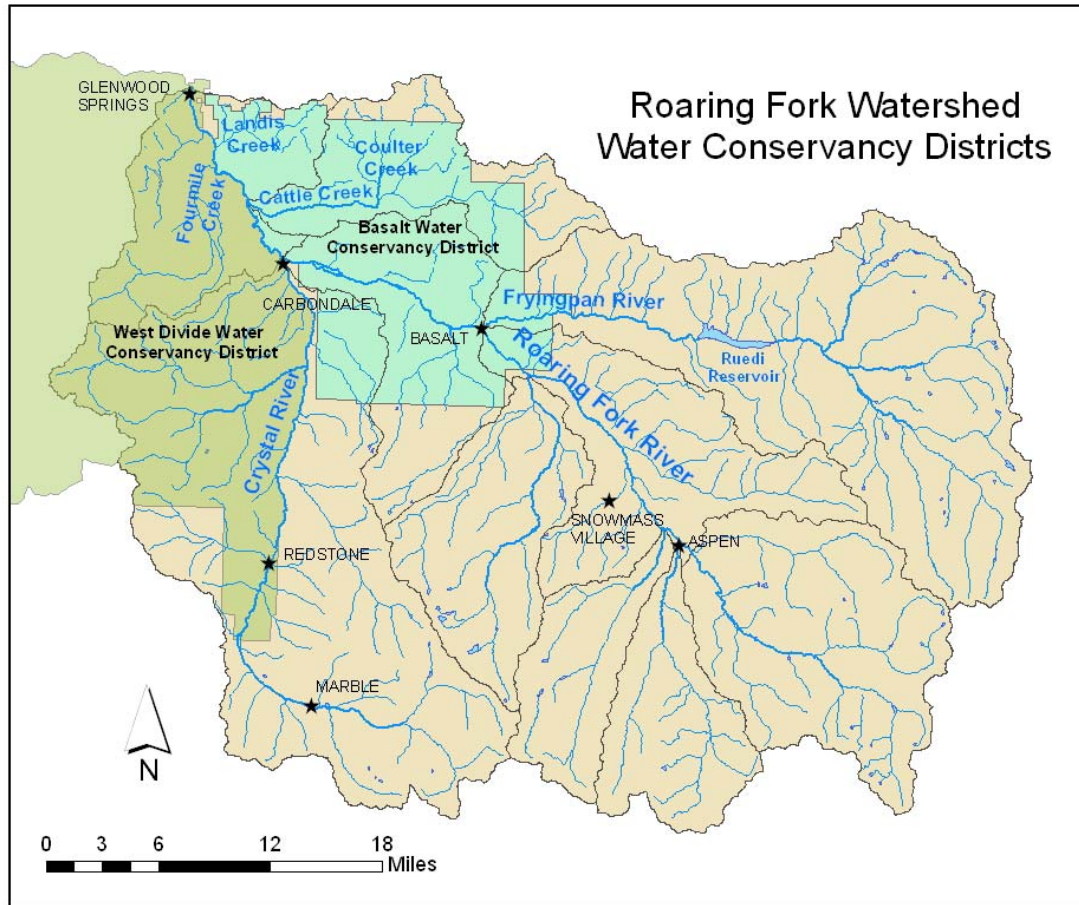 Roaring Fork Watershed
Water Conservancy Districts
GLENWOOD
SPRINGS
Landis
Creek
Coulter
Creek
Cattle Creek
Fourmile
Creek
Basalt Water
Conservancy District
CARBONDALE
West Divide Water
Conservancy District
BASALT
Fryingpan River
Ruedi
Reservoir
Roaring Fork River
Crystal River
SNOWMASS
VILLAGE
ASPEN
REDSTONE
MARBLE
N
0 3 6 12 18
Miles